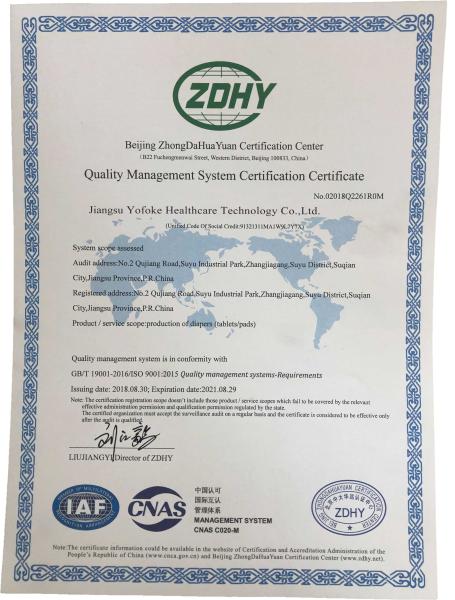 ZDHY
Beijing ZhongDaHuaYuan Certification Center
(B22 Fuchengmenwai Street, Western District, Beijing 100833, China)
Quality Management System Certification Certificate
No.02018Q2261R0M
Jiangsu Yofoke Healthcare Technology Co.,Ltd.
(Unified Code Of Social Credit:91321311MA1W9L7Y7X)
System scope assessed
Audit address:No.2 Qujiang Road,Suyu Industrial Park,Zhangjiagang,Suyu District,Suqian
City,Jiangsu Province,P.R.China
Registered address:No.2 Qujiang Road,Suyu Industrial Park,Zhangjiagang,Suyu District,Suqian
City,Jiangsu Province,P.R.China
Product / service scope:production of diapers (tablets/pads)
Quality management system is in conformity with
GB/T 19001-2016/ISO 9001:2015 Quality management systems-Requirements
Issuing date: 2018.08.30; Expiration date:2021.08.29
Note: The certification registration scope doesn't include those product / service scopes which fail to be covered by the relevant
effective administration permission and qualification permission regulated by the state.
The certified organization must accept the surveillance audit on a regular basis and the certificate is considered to be effective only
after the audit is qualified.
LIUJIANGYI Director of ZDHY
IAF
CNAS
中国认可
国际互认
管理体系
MANAGEMENT SYSTEM
CNAS C020-M
ZHONGDAHUAYUAN CERTIFICATION CENTER
ZDHY
Note:The certificate information could be available in the website of Certification and Accreditation Administration of the
People's Republic of China (www.cnca.gov.cn) and Beijing ZhongDaHuaYuan Certification Center (www.zdhy.net).